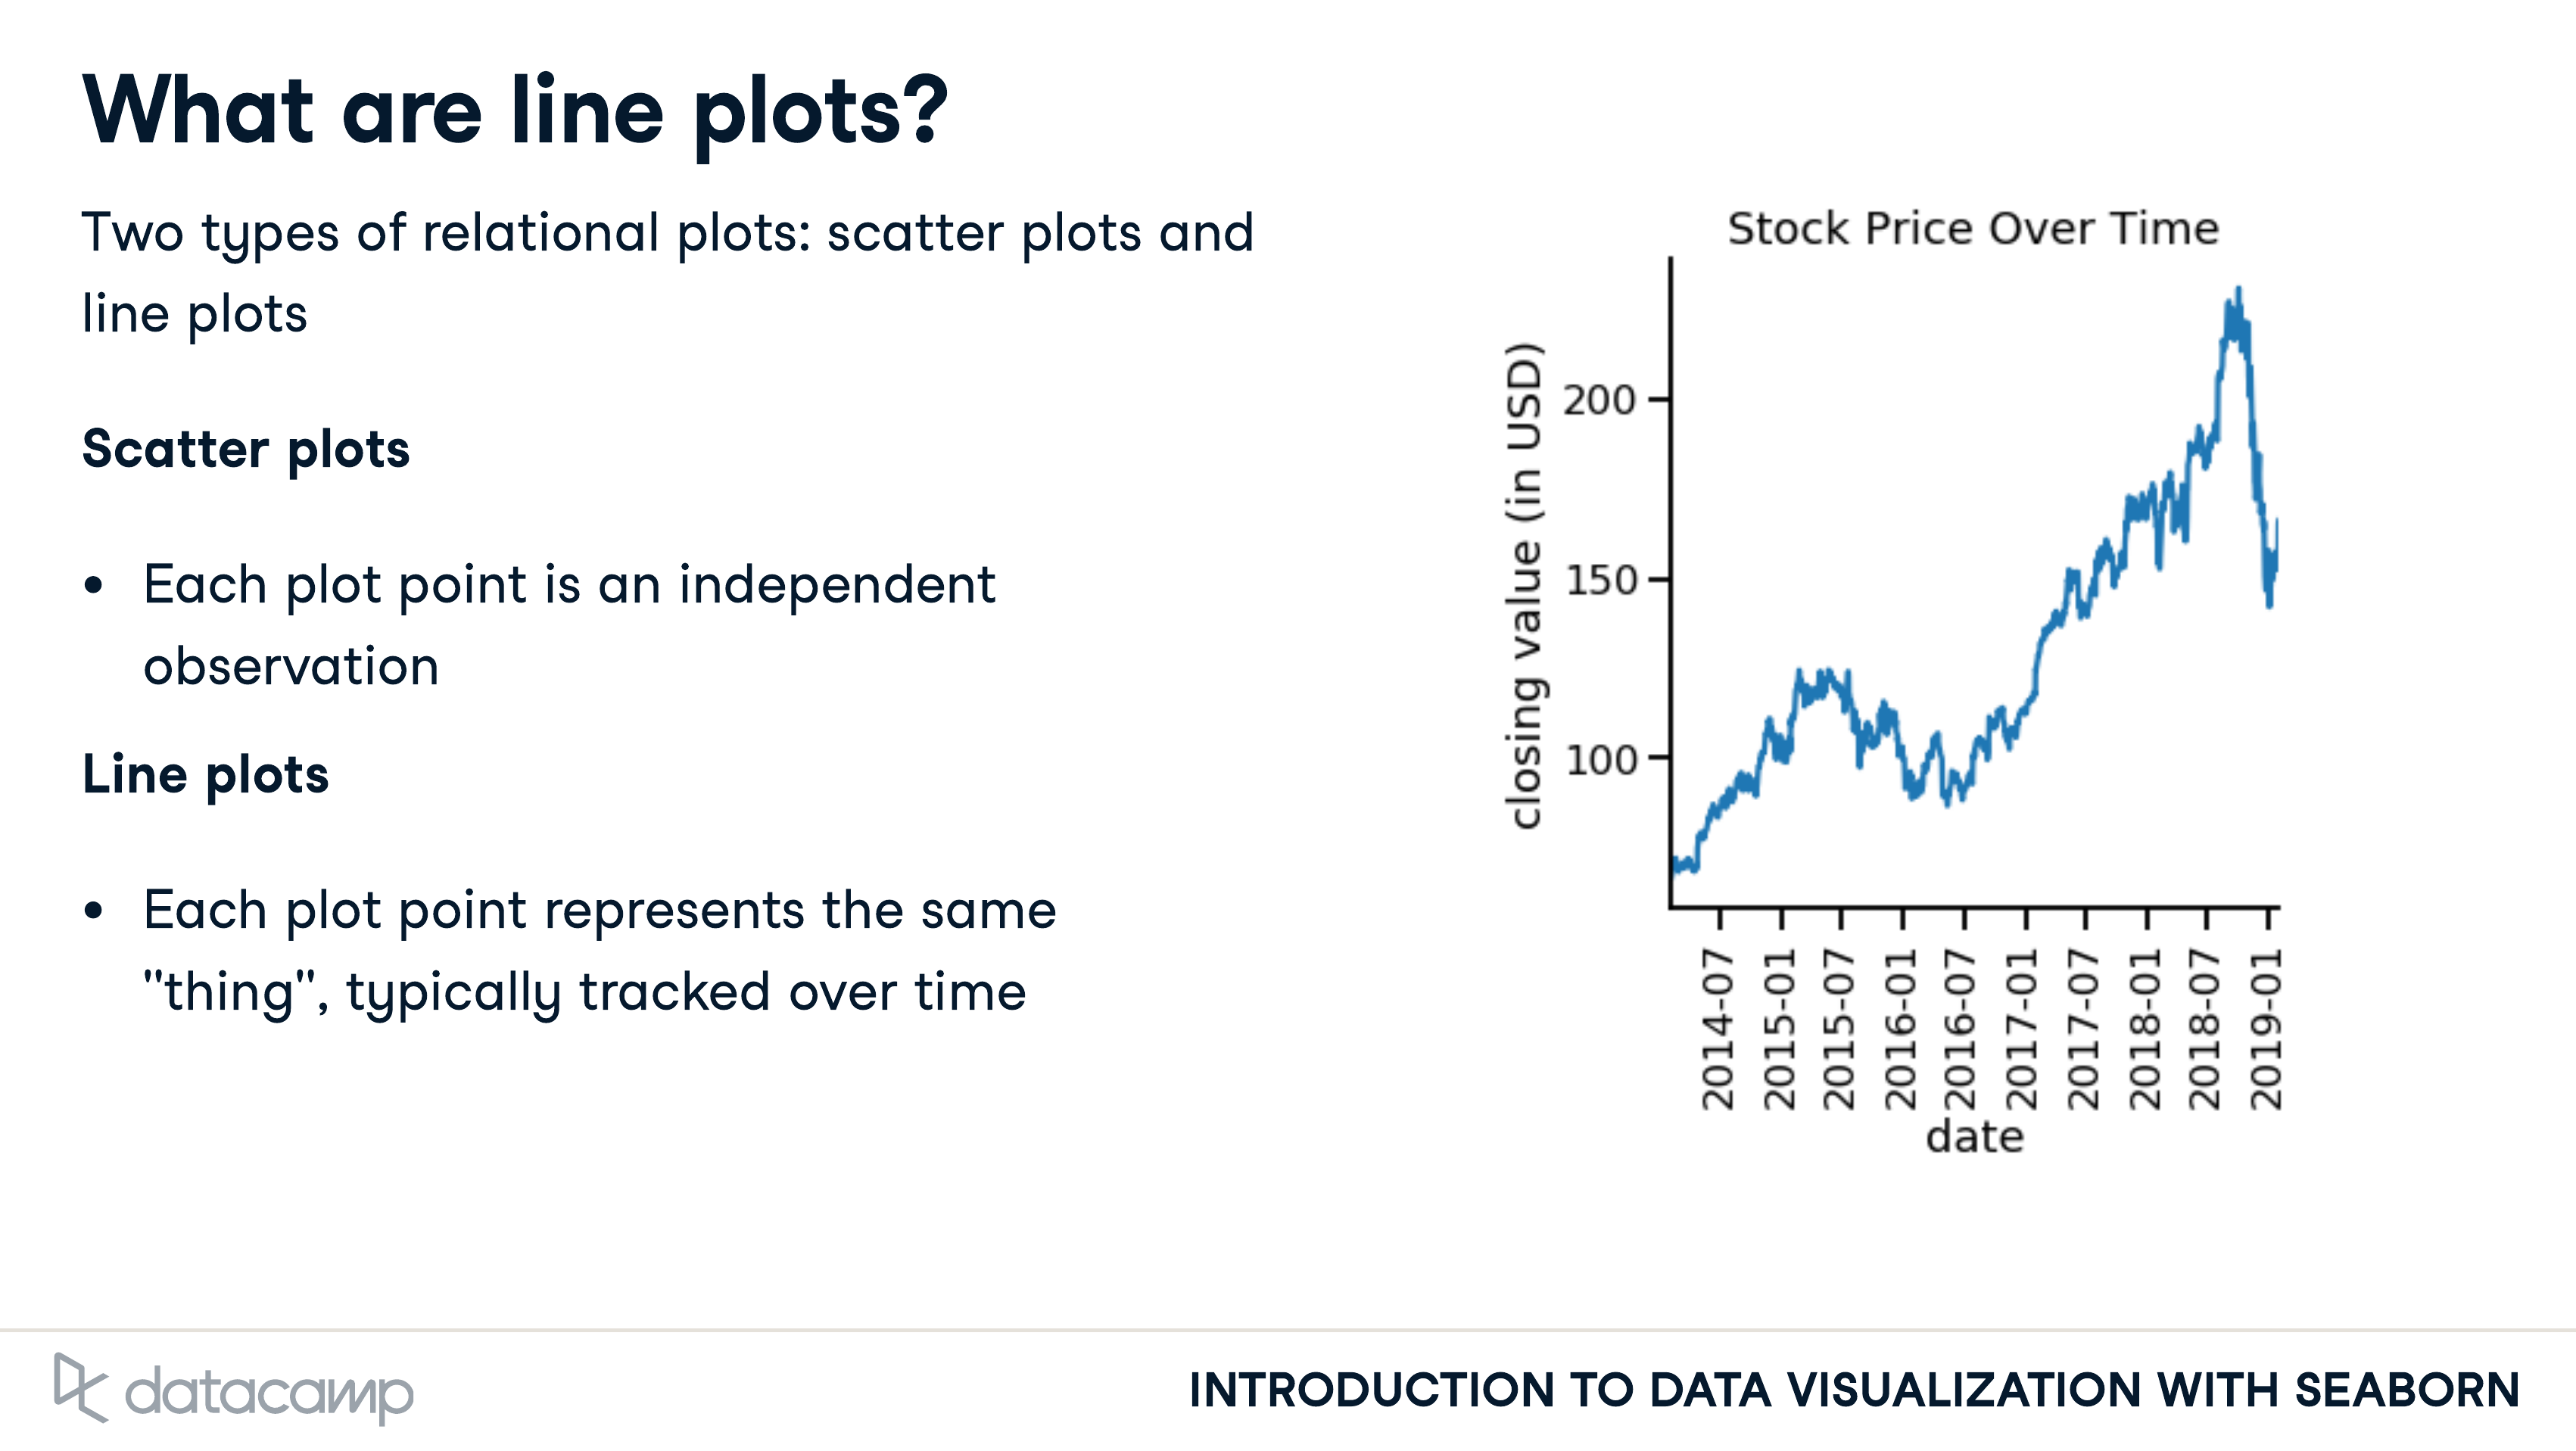 What are line plots?
Two types of relational plots: scatter plots and
line plots
Scatter plots
• Each plot point is an independent
observation
Line plots
• Each plot point represents the same
"thing", typically tracked over time
Stock Price Over Time
closing value (in USD)
200
150
100
2014-07
2015-01
2015-07
2016-01
2016-07
2017-01
2017-07
2018-01
2018-07
2019-01
date
datacamp
INTRODUCTION TO DATA VISUALIZATION WITH SEABORN